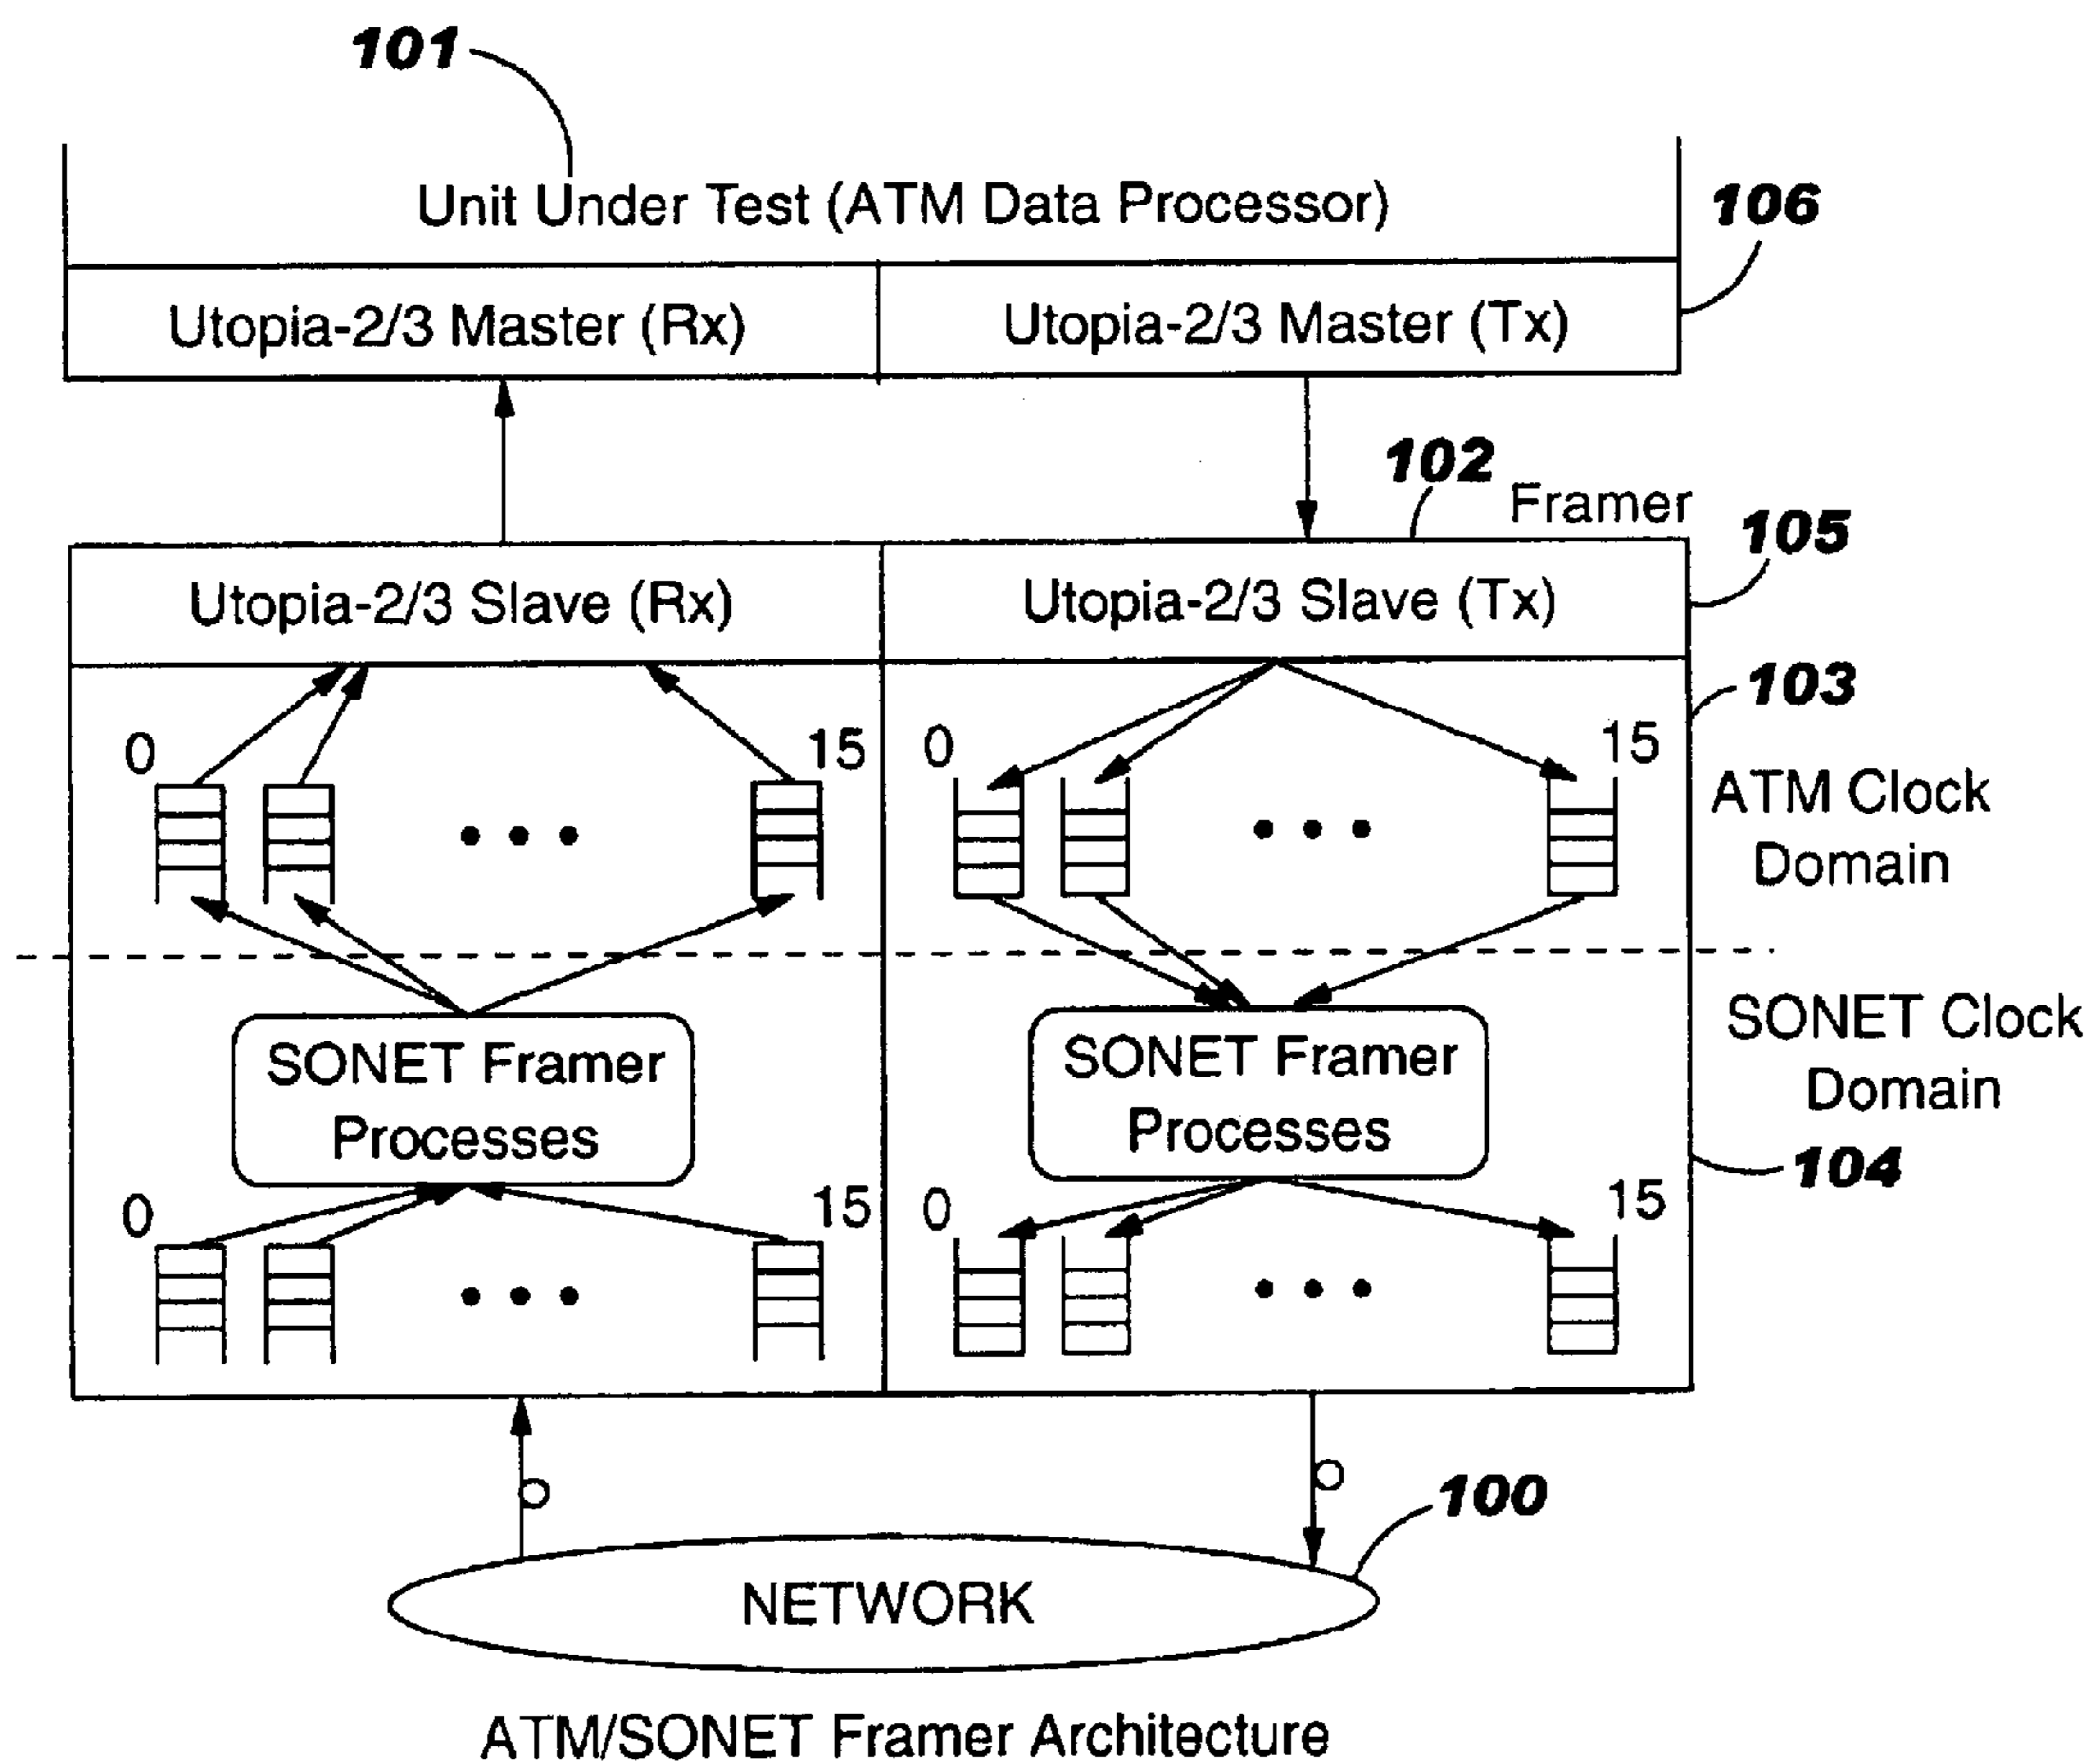 101
Unit Under Test (ATM Data Processor)
106
Utopia-2/3 Master (Rx)
Utopia-2/3 Master (Tx)
102
Framer
105
Utopia-2/3 Slave (Rx)
Utopia-2/3 Slave (Tx)
103
0
15
0
15
ATM Clock
Domain
SONET Framer
Processes
SONET Framer
Processes
SONET Clock
Domain
104
0
15
0
15
100
NETWORK
ATM/SONET Framer Architecture